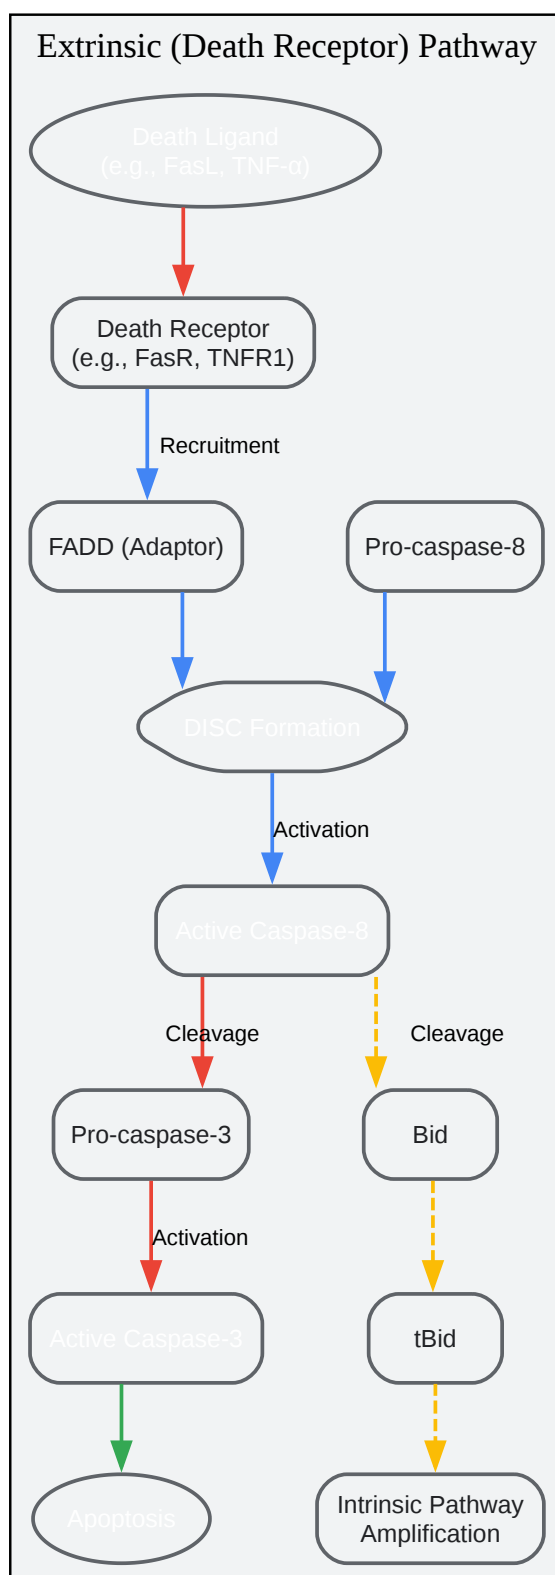 Extrinsic (Death Receptor) Pathway
Death Ligand
(e.g., FasL, TNF-α)
Death Receptor
(e.g., FasR, TNFR1)
Recruitment
FADD (Adaptor)
Pro-caspase-8
DISC Formation
Activation
Active Caspase-8
Cleavage
Cleavage
Pro-caspase-3
Bid
Activation
Active Caspase-3
tBid
Apoptosis
Intrinsic Pathway
Amplification